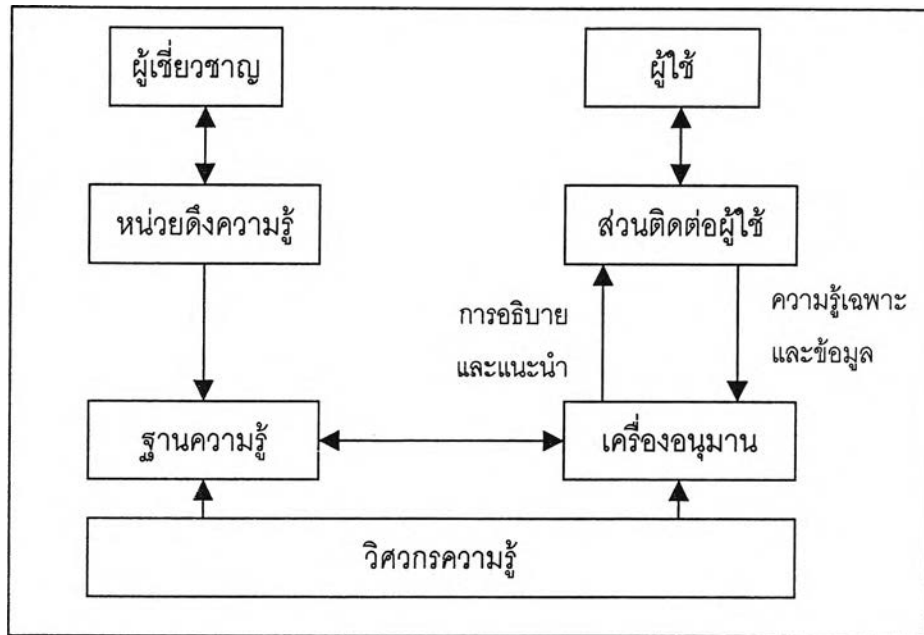 ผู้เชี่ยวชาญ
ผู้ใช้
หน่วยดึงความรู้
ส่วนติดต่อผู้ใช้
การอธิบาย
และแนะนำ
ความรู้เฉพาะ
และข้อมูล
ฐานความรู้
เครื่องอนุมาน
วิศวกรความรู้